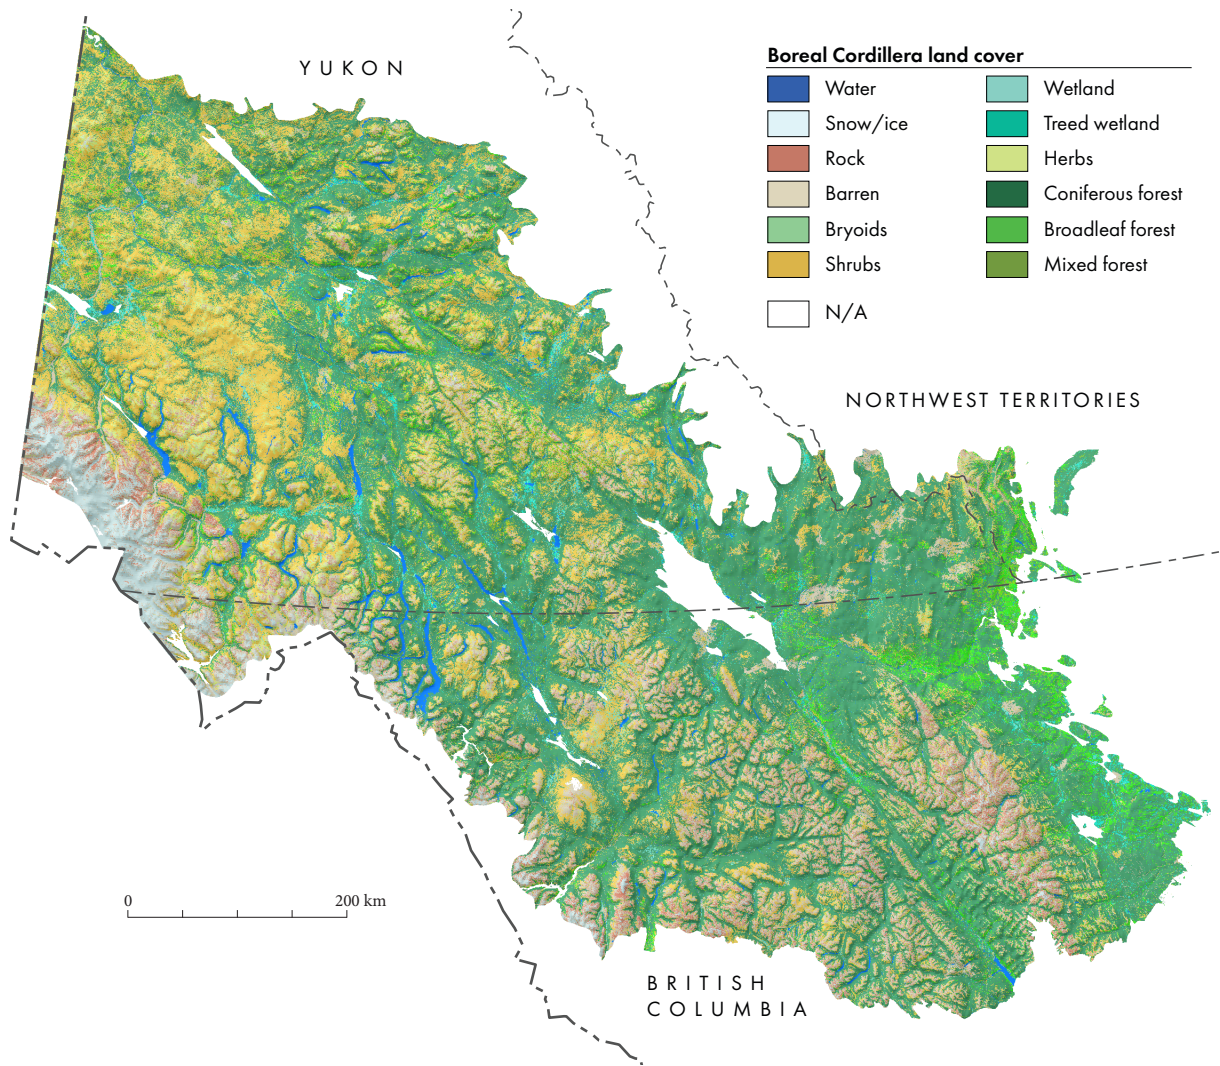 YUKON
Boreal Cordillera land cover
Water
Snow/ice
Rock
Barren
Bryoids
Shrubs
N/A
Wetland
Treed wetland
Herbs
Coniferous forest
Broadleaf forest
Mixed forest
NORTHWEST TERRITORIES
0
200 km
BRITISH
COLUMBIA